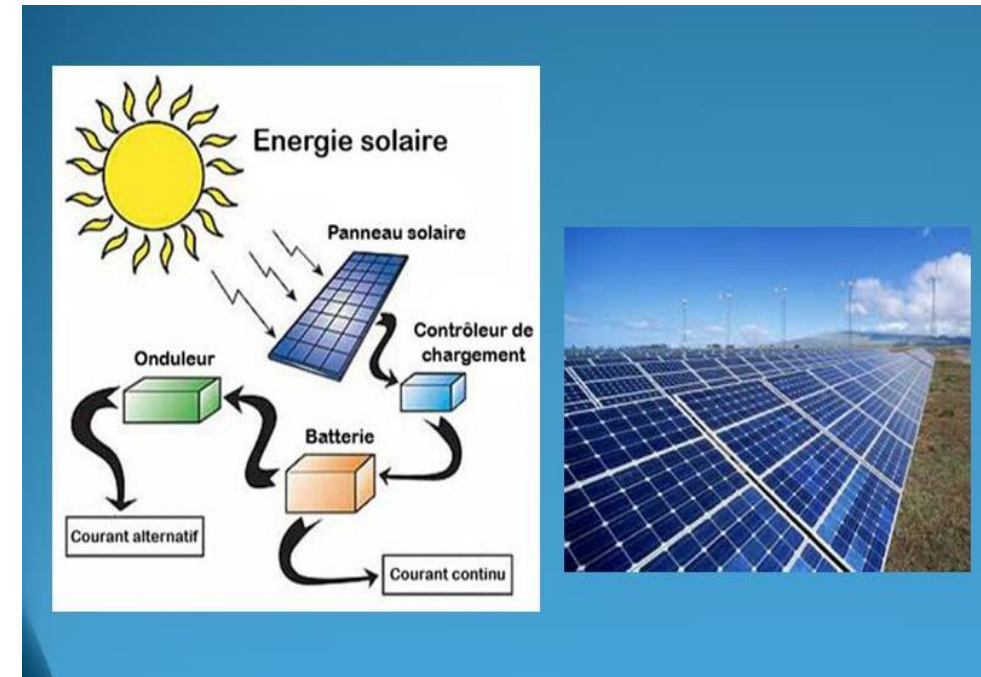 Energie solaire
Panneau solaire
Contrôleur de
chargement
Onduleur
Batterie
Courant alternatif
Courant continu